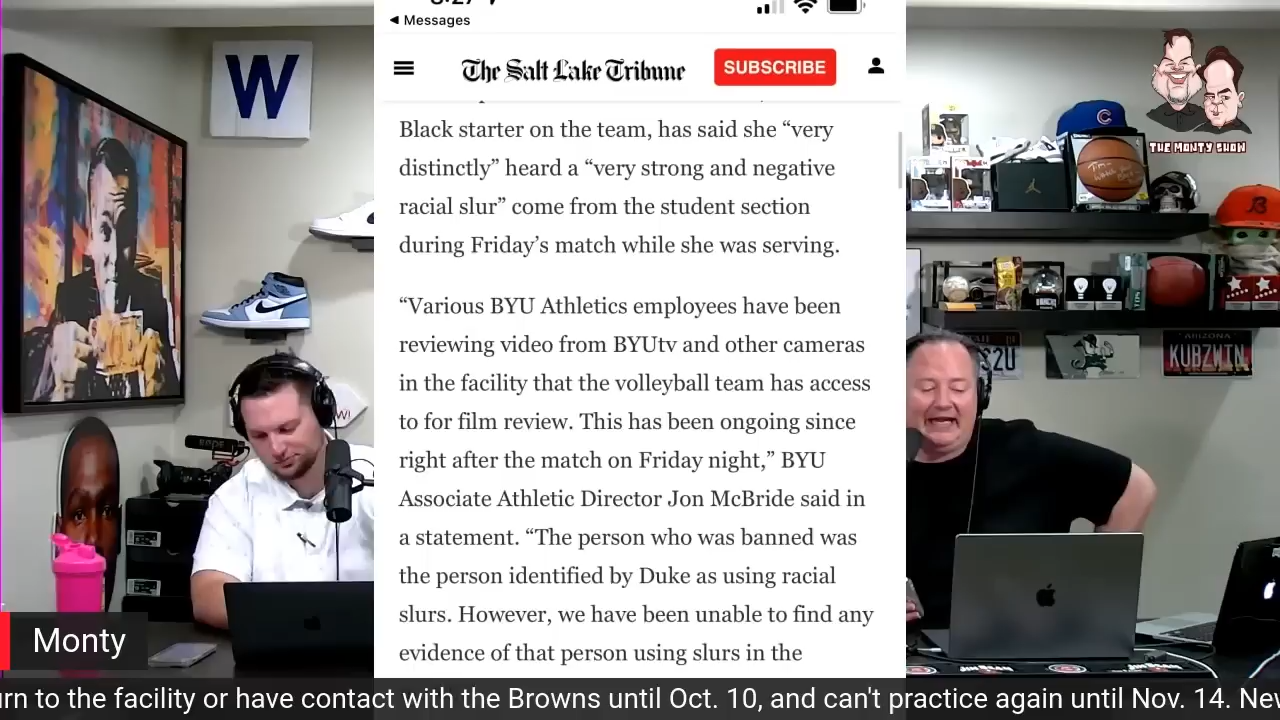 Messages
The Salt Lake Tribune
SUBSCRIBE
Black starter on the team, has said she “very
distinctly” heard a “very strong and negative
racial slur” come from the student section
during Friday’s match while she was serving.
“Various BYU Athletics employees have been
reviewing video from BYUtv and other cameras
in the facility that the volleyball team has access
to for film review. This has been ongoing since
right after the match on Friday night,” BYU
Associate Athletic Director Jon McBride said in
a statement. “The person who was banned was
the person identified by Duke as using racial
slurs. However, we have been unable to find any
evidence of that person using slurs in the
W
THE MONTY SHOW
ARIZONA
KUBZWIN
Monty
urn to the facility or have contact with the Browns until Oct. 10, and can't practice again until Nov. 14. New